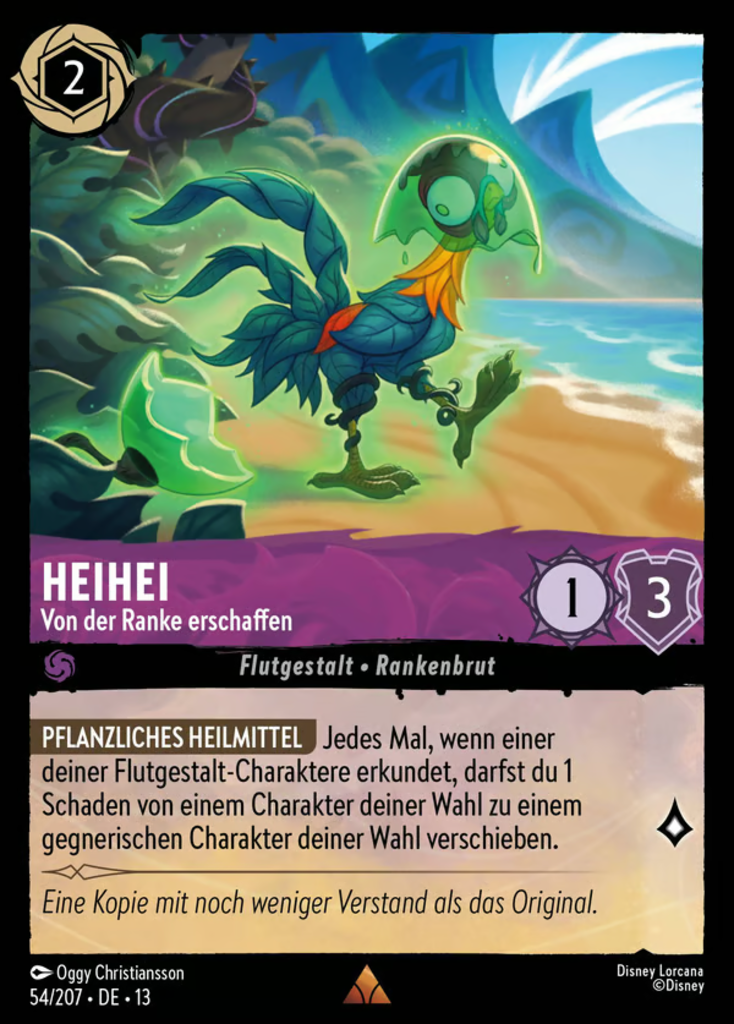 2
HEIHEI
Von der Ranke erschaffen
1
3
Flutgestalt • Rankenbrut
PFLANZLICHES HEILMITTEL Jedes Mal, wenn einer
deiner Flutgestalt-Charaktere erkundet, darfst du 1
Schaden von einem Charakter deiner Wahl zu einem
gegnerischen Charakter deiner Wahl verschieben.
Eine Kopie mit noch weniger Verstand als das Original.
Oggy Christiansson
54/207 • DE • 13
Disney Lorcana
©Disney